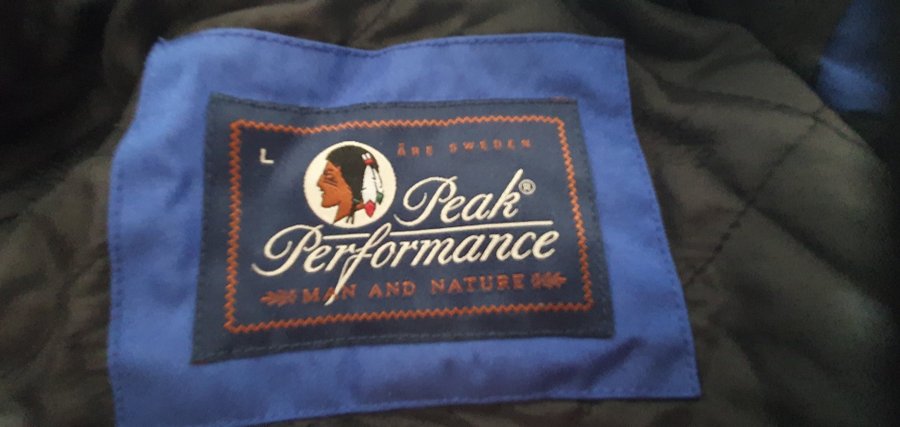 L
ÅRE SWEDEN
Peak®
Performance
MAN AND NATURE